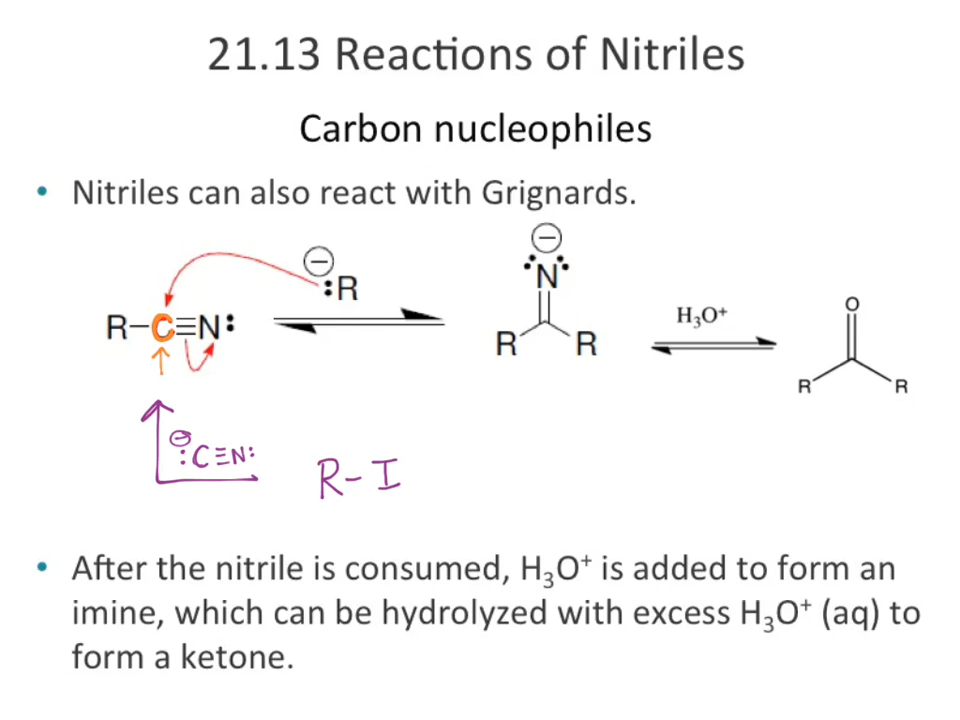 21.13 Reactions of Nitriles
Carbon nucleophiles
• Nitriles can also react with Grignards.
R–C≡N:
⊖
:R
⊖
N
R R
H₃O⁺
O
R R
⊖
:C≡N:
R–I
• After the nitrile is consumed, H₃O⁺ is added to form an
imine, which can be hydrolyzed with excess H₃O⁺ (aq) to
form a ketone.